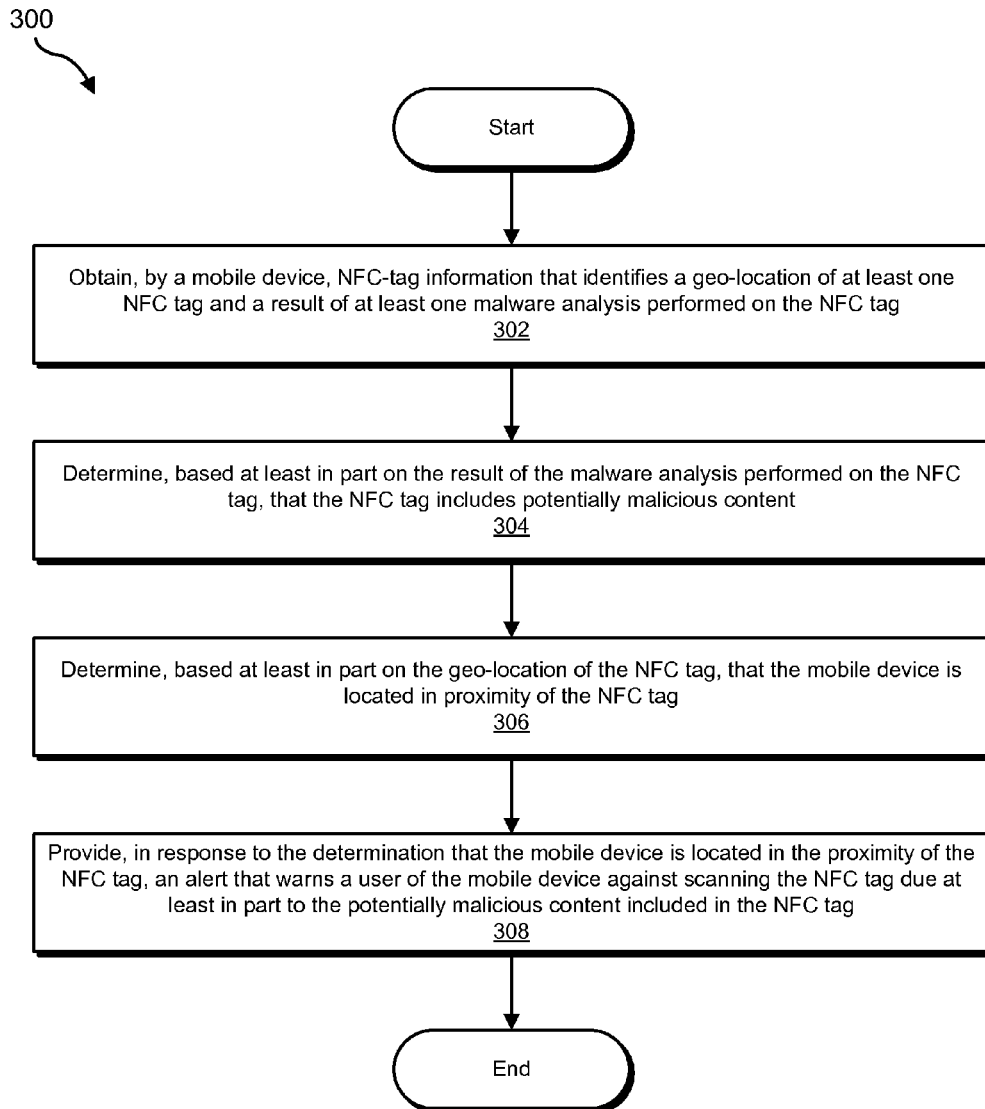 300
Start
Obtain, by a mobile device, NFC-tag information that identifies a geo-location of at least one
NFC tag and a result of at least one malware analysis performed on the NFC tag
302
Determine, based at least in part on the result of the malware analysis performed on the NFC
tag, that the NFC tag includes potentially malicious content
304
Determine, based at least in part on the geo-location of the NFC tag, that the mobile device is
located in proximity of the NFC tag
306
Provide, in response to the determination that the mobile device is located in the proximity of the
NFC tag, an alert that warns a user of the mobile device against scanning the NFC tag due at
least in part to the potentially malicious content included in the NFC tag
308
End